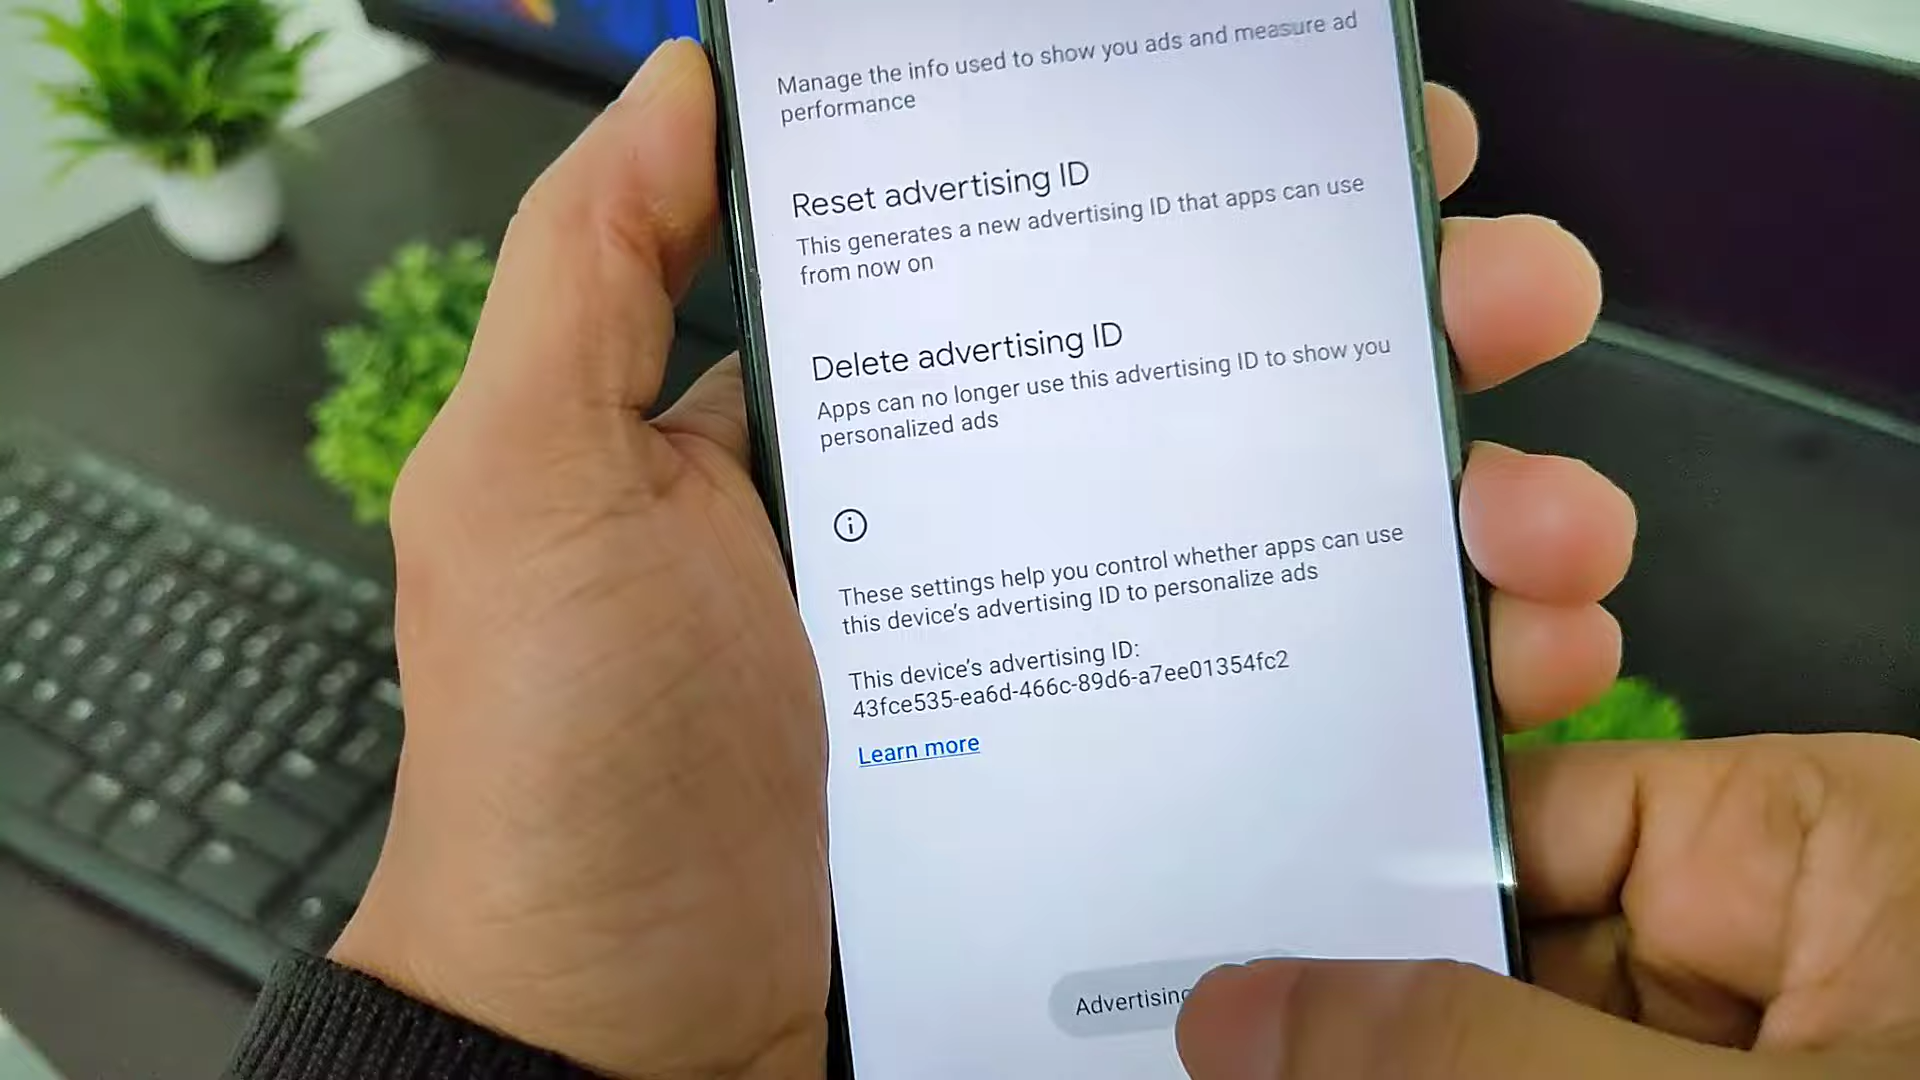 Manage the info used to show you ads and measure ad
performance
Reset advertising ID
This generates a new advertising ID that apps can use
from now on
Delete advertising ID
Apps can no longer use this advertising ID to show you
personalized ads
These settings help you control whether apps can use
this device's advertising ID to personalize ads
This device's advertising ID:
43fce535-ea6d-466c-89d6-a7ee01354fc2
Learn more
Advertising